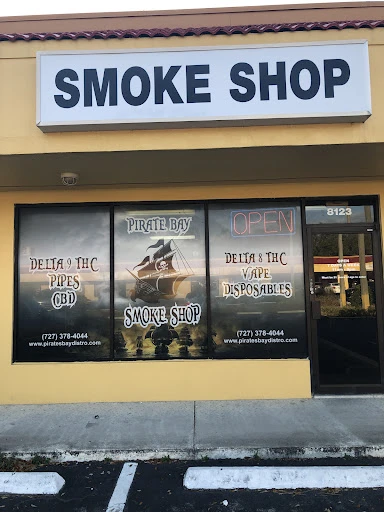 SMOKE SHOP
8123
DELTA 9 THC
PIPES
CBD
(727) 378-4044
www.piratesbaydistro.com
PIRATE BAY
SMOKE SHOP
OPEN
DELTA 8 THC
VAPE
DISPOSABLES
(727) 378-4044
www.piratesbaydistro.com
OPEN